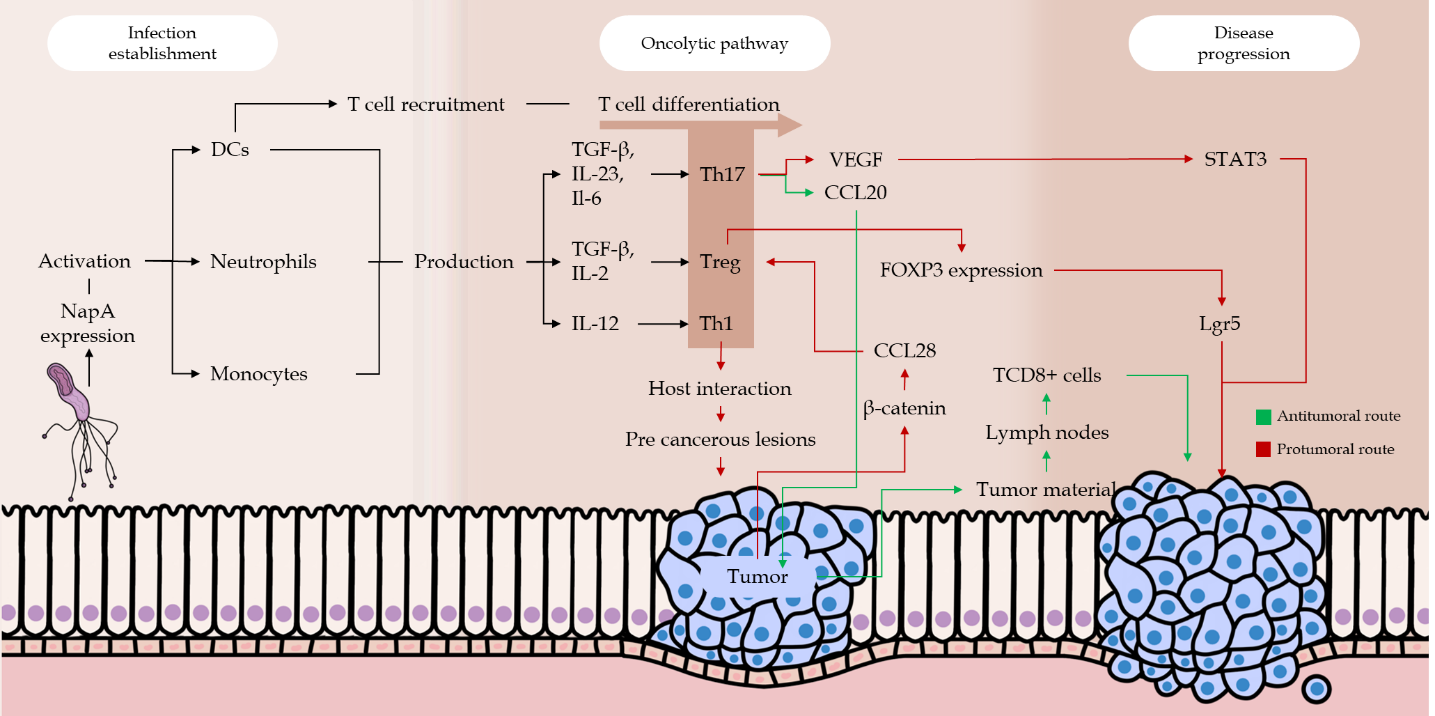 Infection
establishment
Oncolytic pathway
Disease
progression
T cell recruitment
T cell differentiation
DCs
TGF-β,
IL-23,
Il-6
Th17
VEGF
CCL20
STAT3
Activation
Neutrophils
Production
TGF-β,
IL-2
Treg
FOXP3 expression
NapA
expression
IL-12
Th1
Lgr5
Monocytes
CCL28
Host interaction
β-catenin
TCD8+ cells
Pre cancerous lesions
Lymph nodes
Antitumoral route
Protumoral route
Tumor material
Tumor